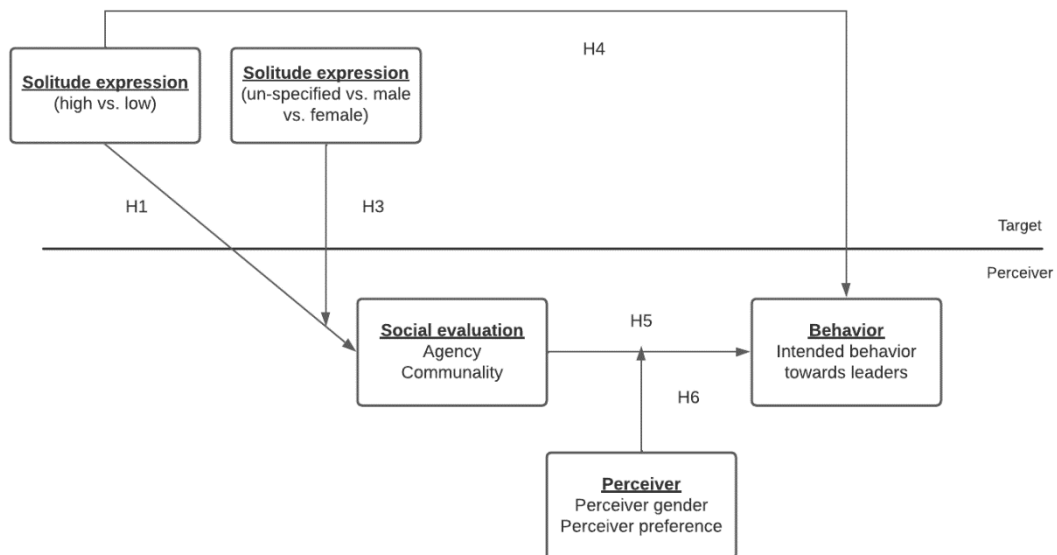 H4
Solitude expression
(high vs. low)
Solitude expression
(un-specified vs. male
vs. female)
H1
H3
Target
Perceiver
Social evaluation
Agency
Communality
H5
Behavior
Intended behavior
towards leaders
H6
Perceiver
Perceiver gender
Perceiver preference